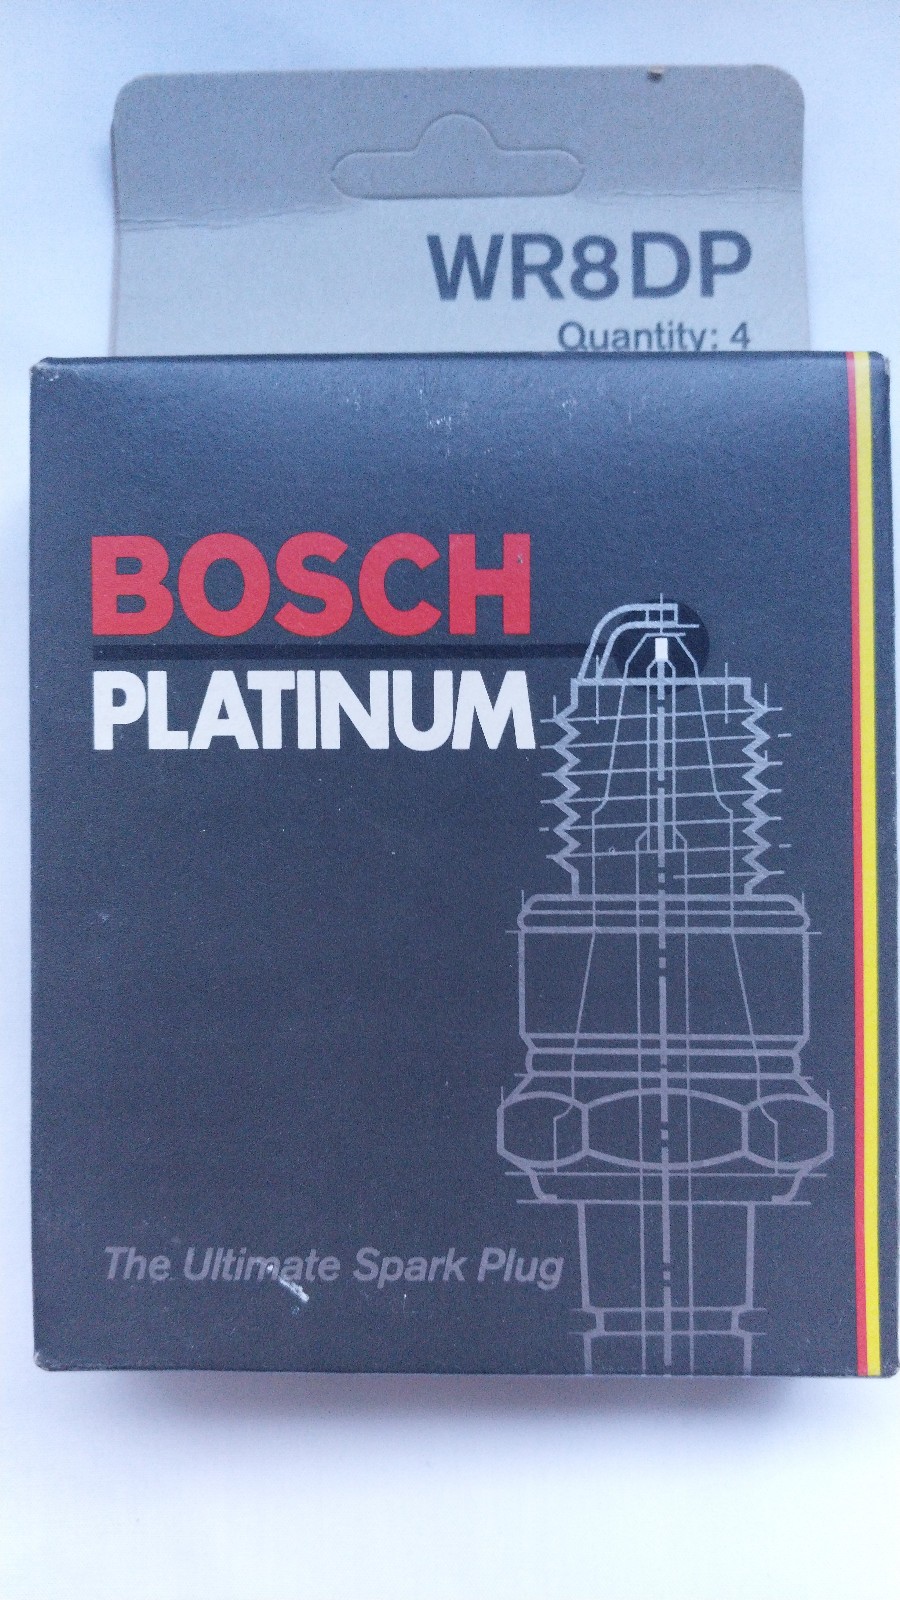 WR8DP
Quantity: 4
BOSCH
PLATINUM
The Ultimate Spark Plug